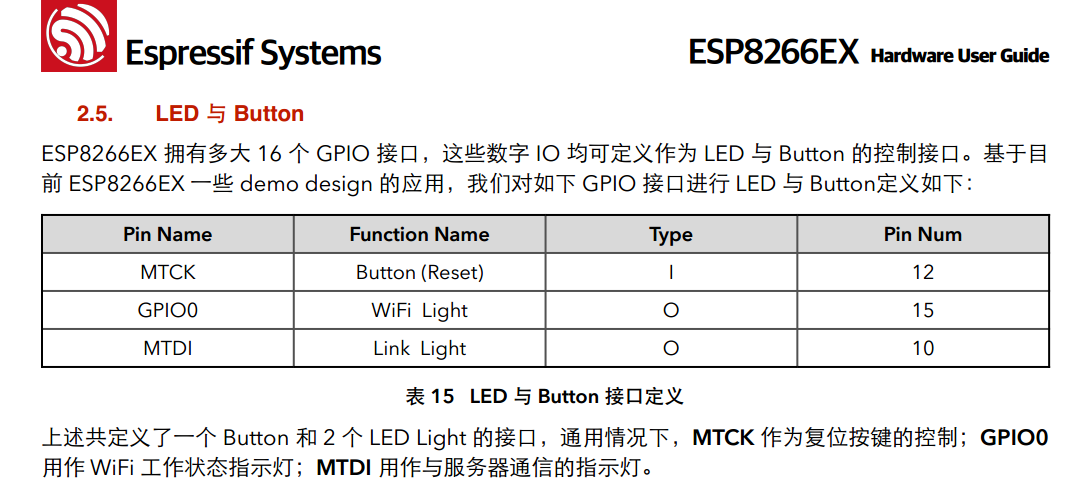 Espressif Systems
ESP8266EX Hardware User Guide
2.5. LED 与 Button
ESP8266EX 拥有多大 16 个 GPIO 接口，这些数字 IO 均可定义作为 LED 与 Button 的控制接口。基于目
前 ESP8266EX 一些 demo design 的应用，我们对如下 GPIO 接口进行 LED 与 Button定义如下：
Pin Name Function Name Type Pin Num
MTCK Button (Reset) I 12
GPIO0 WiFi Light O 15
MTDI Link Light O 10
表 15 LED 与 Button 接口定义
上述共定义了一个 Button 和 2 个 LED Light 的接口，通用情况下，MTCK 作为复位按键的控制；GPIO0
用作 WiFi 工作状态指示灯；MTDI 用作与服务器通信的指示灯。